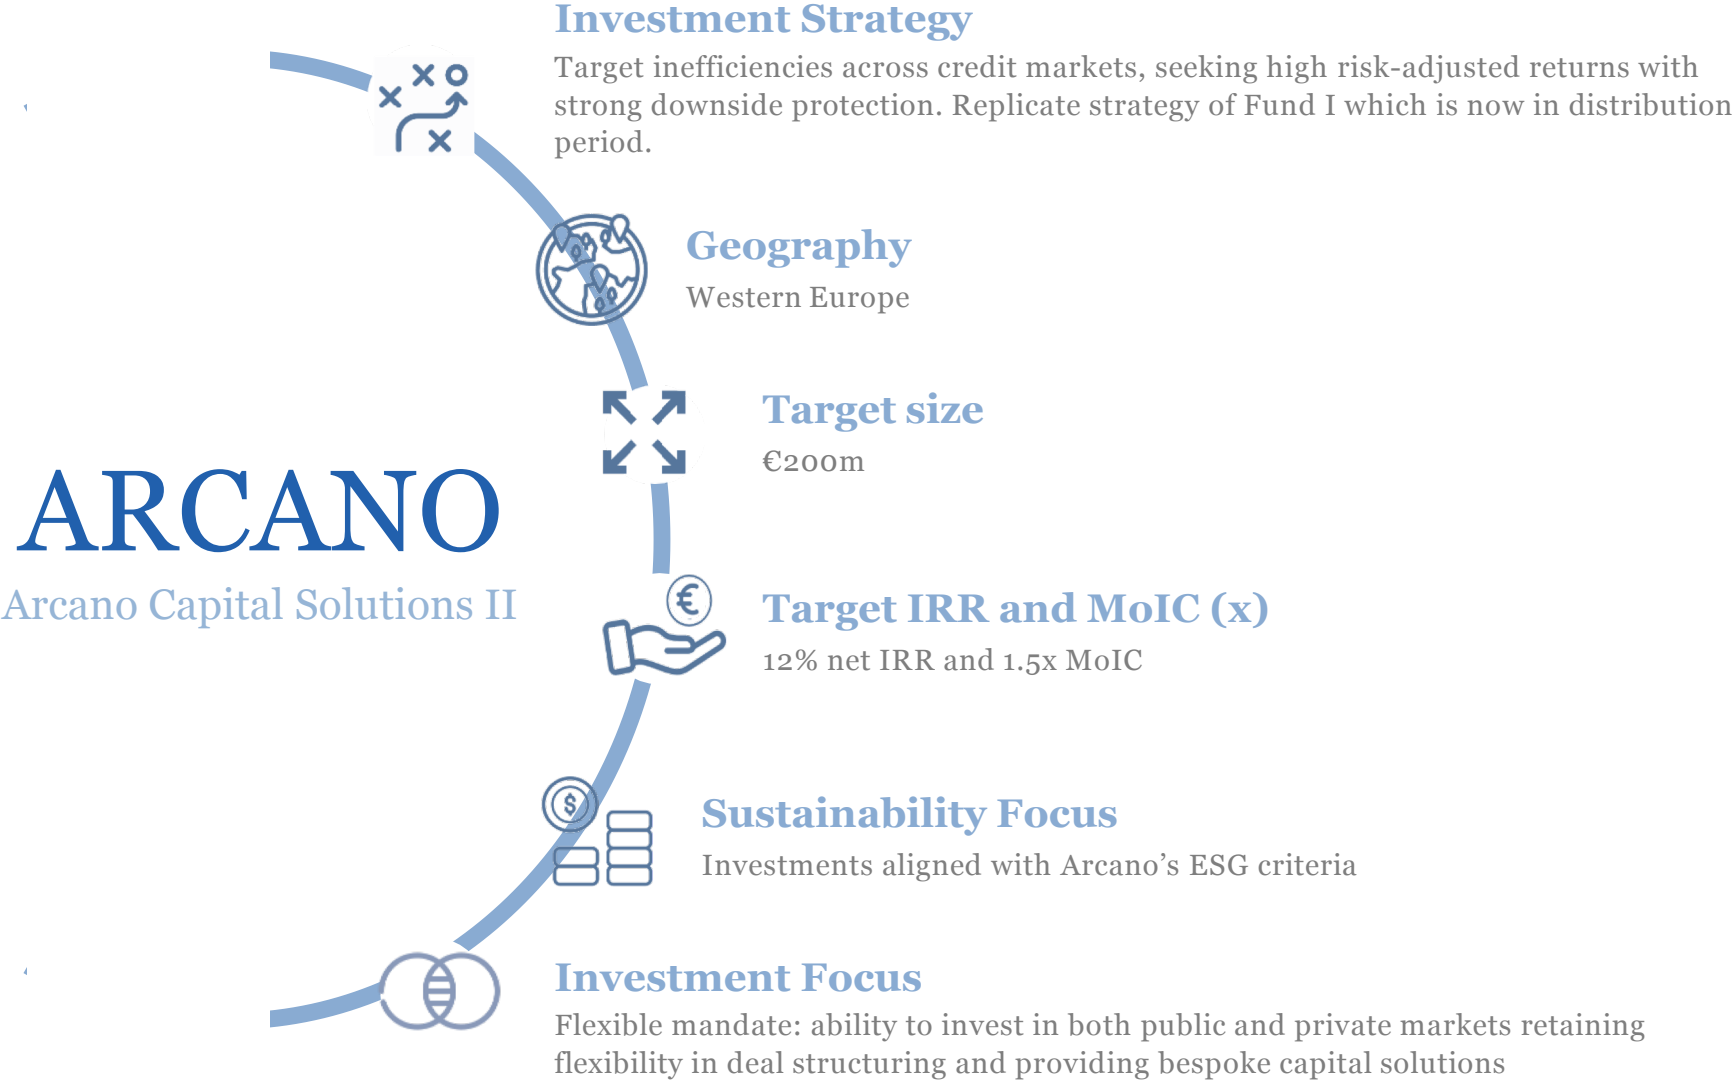 Investment Strategy
Target inefficiencies across credit markets, seeking high risk-adjusted returns with
strong downside protection. Replicate strategy of Fund I which is now in distribution
period.
Geography
Western Europe
Target size
€200m
ARCANO
Arcano Capital Solutions II
€
Target IRR and MoIC (x)
12% net IRR and 1.5x MoIC
$
Sustainability Focus
Investments aligned with Arcano’s ESG criteria
Investment Focus
Flexible mandate: ability to invest in both public and private markets retaining
flexibility in deal structuring and providing bespoke capital solutions